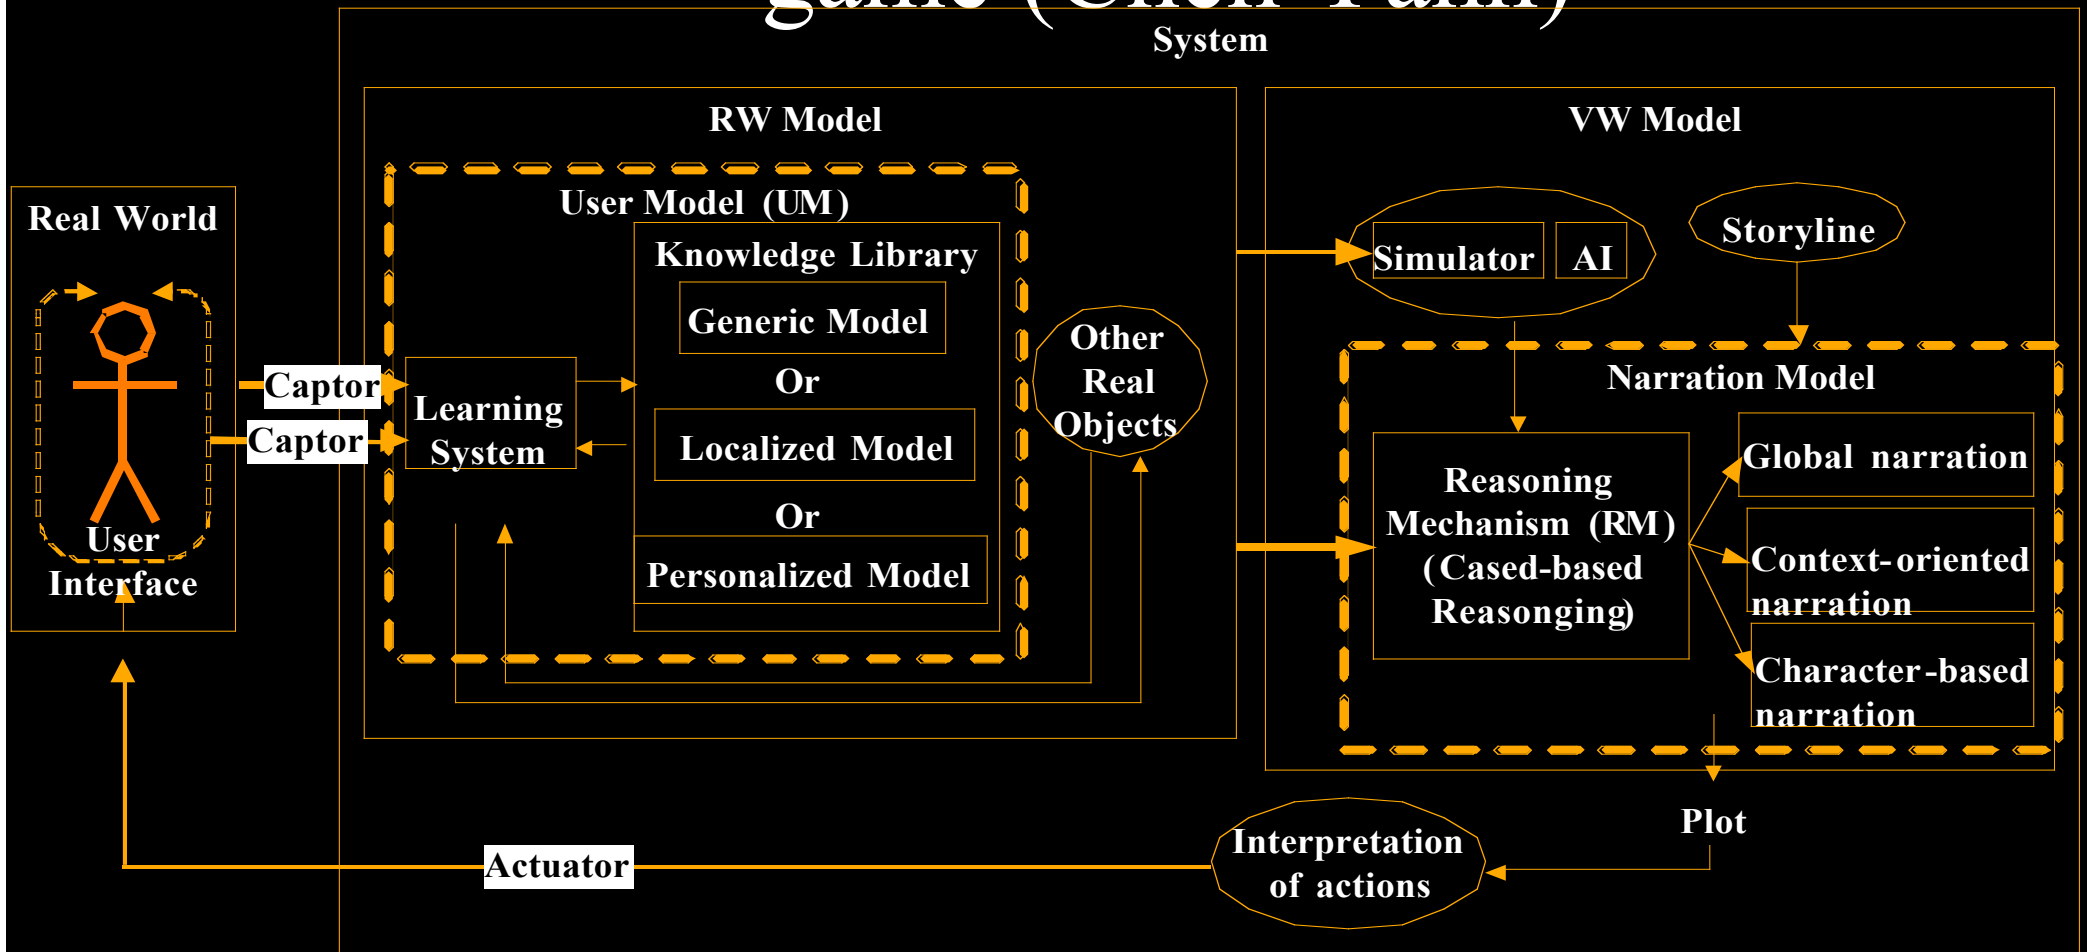 System
RW Model
VW Model
Real World
User Model (UM)
Knowledge Library
Generic Model
Or
Localized Model
Or
Personalized Model
Captor
Captor
Learning
System
Other
Real
Objects
Simulator
AI
Storyline
Narration Model
Reasoning
Mechanism (RM)
(Cased-based
Reasonging)
Global narration
Context-oriented
narration
Character-based
narration
User
Interface
Plot
Interpretation
of actions
Actuator